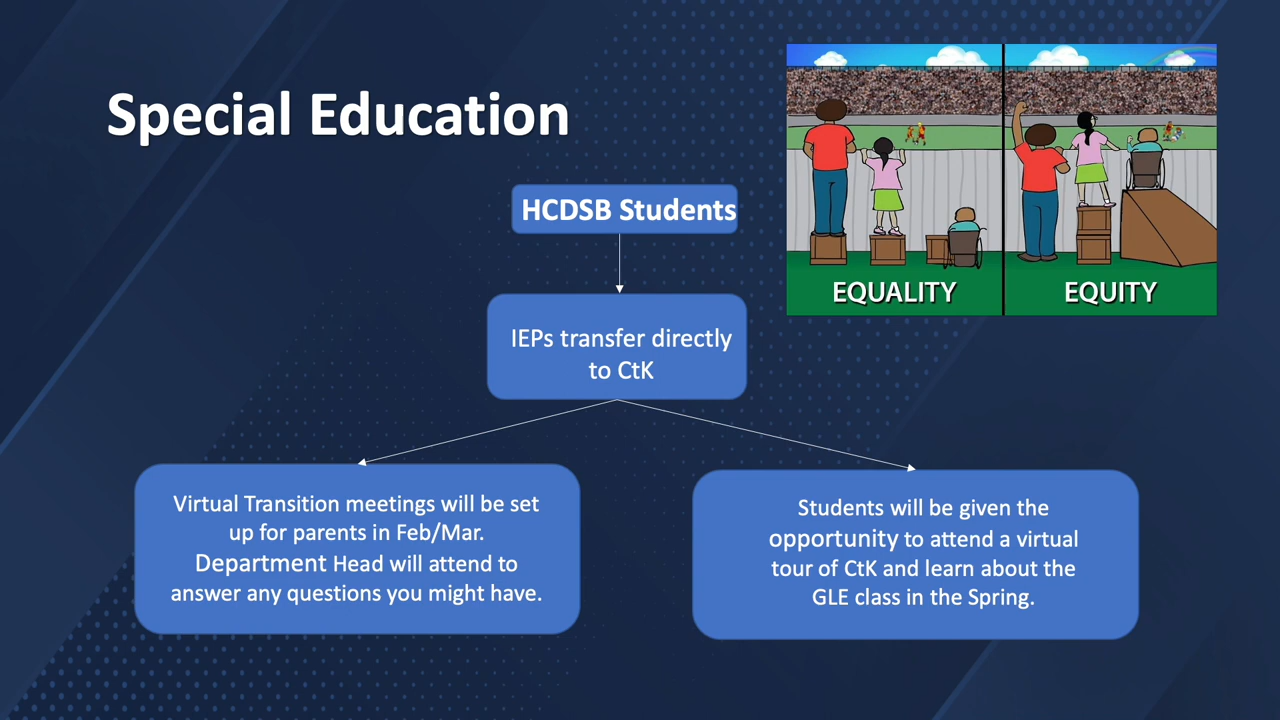 Special Education
EQUALITY
EQUITY
HCDSB Students
IEPs transfer directly
to CtK
Virtual Transition meetings will be set
up for parents in Feb/Mar.
Department Head will attend to
answer any questions you might have.
Students will be given the
opportunity to attend a virtual
tour of CtK and learn about the
GLE class in the Spring.